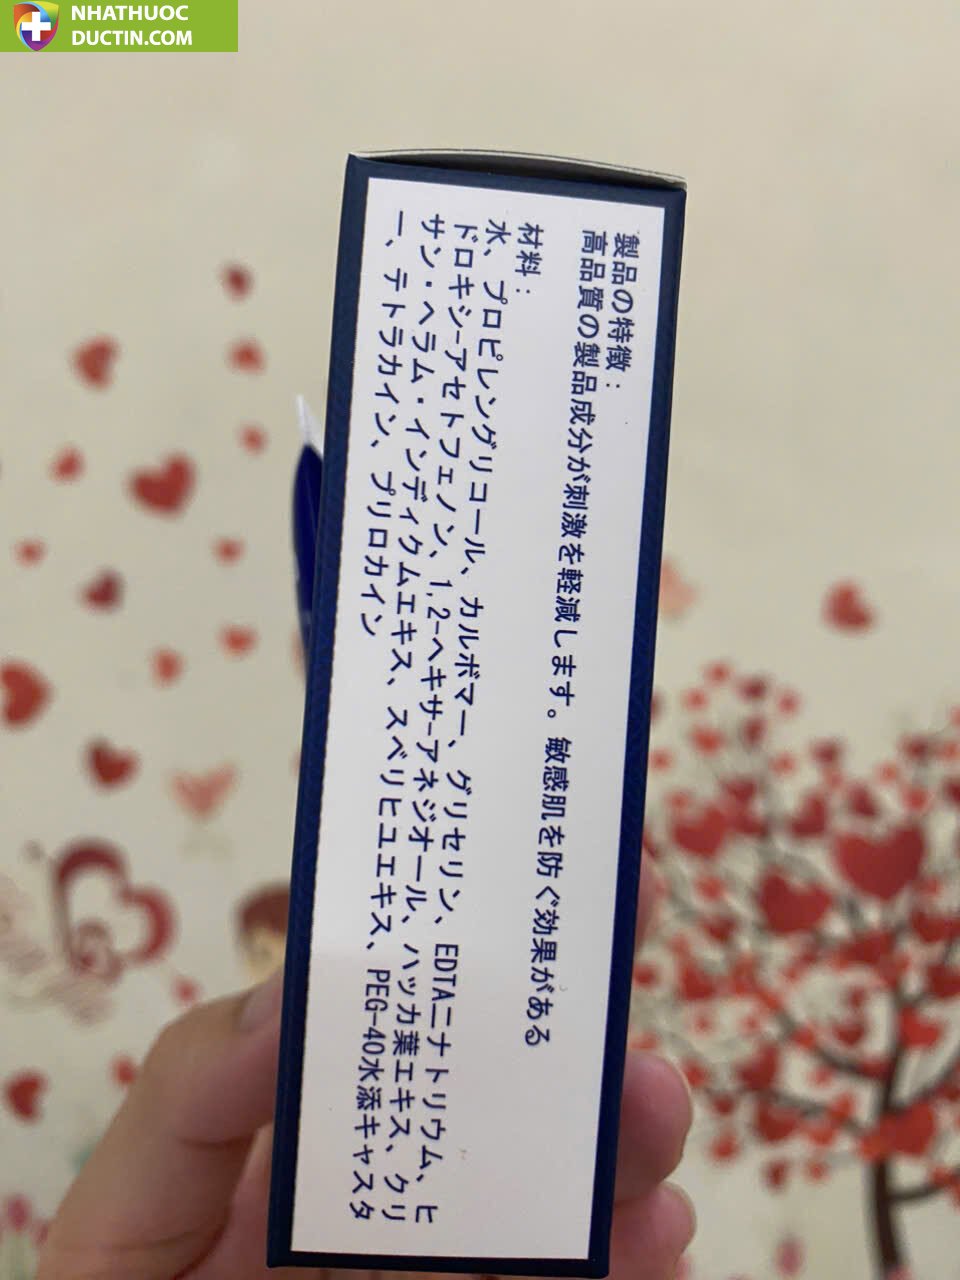 NHATHUOC
DUCTIN.COM
製品の特徴：
高品質の製品成分が刺激を軽減します。敏感肌を防ぐ効果がある
材料：
水、プロピレングリコール、カルボマー、グリセリン、EDTA二ナトリウム、ヒ
ドロキシ-アセトフェノン、1,2-ヘキサ-アネジオール、ハッカ葉エキス、クリ
サン・ヘラム・インディクムエキス、スベリヒユエキス、PEG-40水添キャスタ
ー、テトラカイン、プリロカイン